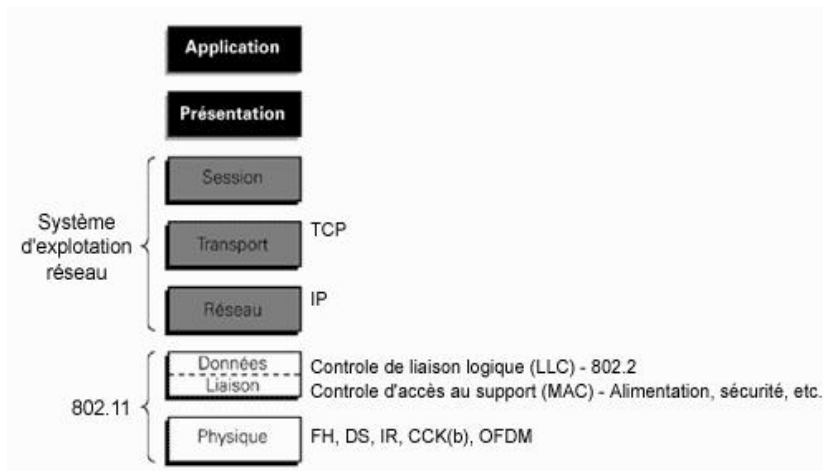 Application
Présentation
Session
Système
d'explotation
réseau
Transport
TCP
Réseau
IP
802.11
Données
Liaison
Controle de liaison logique (LLC) - 802.2
Controle d'accès au support (MAC) - Alimentation, sécurité, etc.
Physique
FH, DS, IR, CCK(b), OFDM